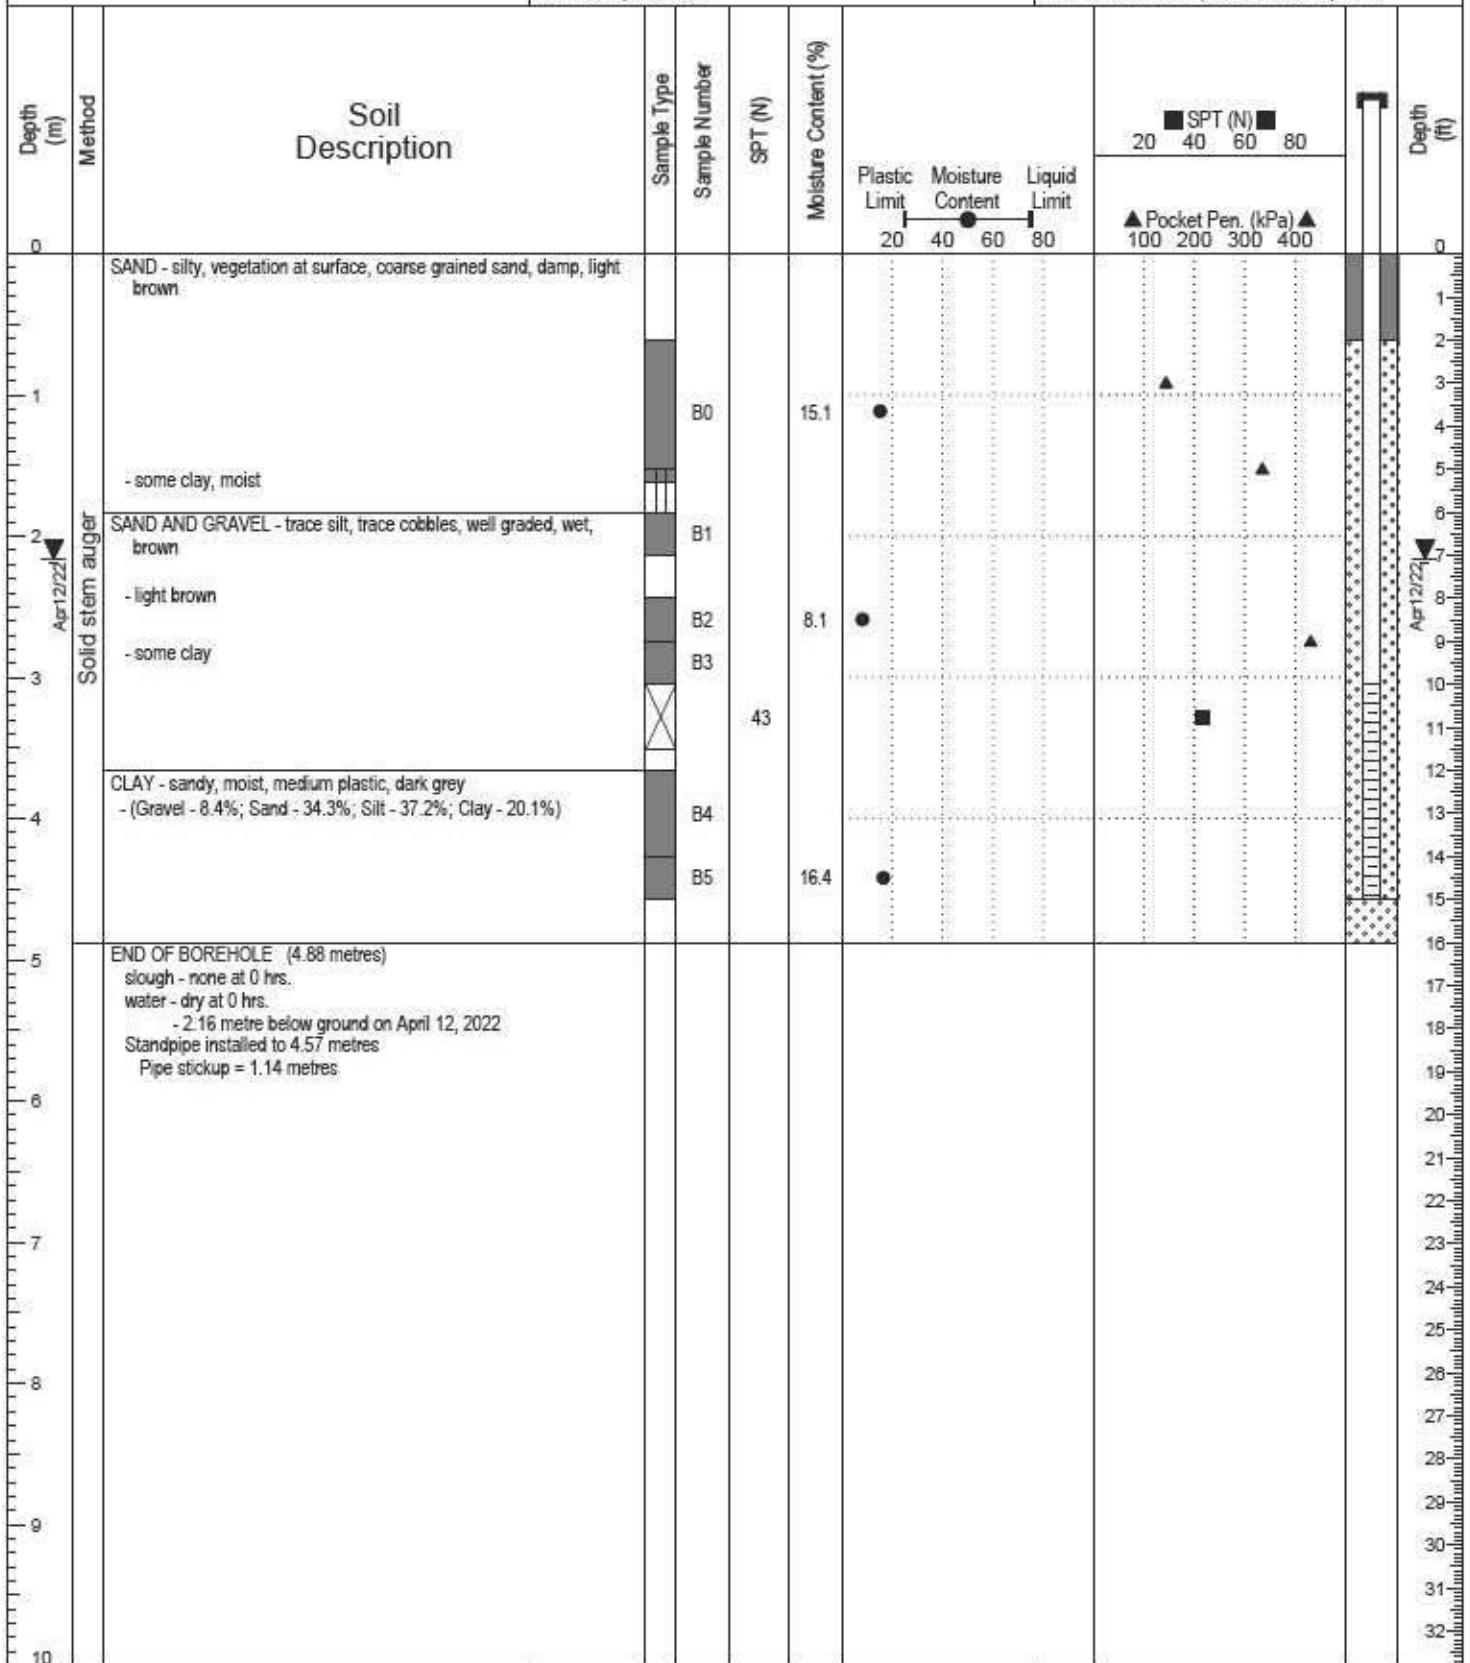 Depth
(m)
Method
Soil
Description
Sample Type
Sample Number
SPT (N)
Moisture Content (%)
Plastic
Limit
Moisture
Content
Liquid
Limit
20 40 60 80
■ SPT (N) ■
20 40 60 80
▲ Pocket Pen. (kPa) ▲
100 200 300 400
Depth
(ft)
0
0
SAND - silty, vegetation at surface, coarse grained sand, damp, light
brown
1
2
3
1
B0
15.1
4
- some clay, moist
5
6
SAND AND GRAVEL - trace silt, trace cobbles, well graded, wet,
brown
2
B1
Apr12/22
Solid stem auger
7
Apr12/22
- light brown
B2
8.1
8
- some clay
B3
9
3
10
43
11
12
CLAY - sandy, moist, medium plastic, dark grey
- (Gravel - 8.4%; Sand - 34.3%; Silt - 37.2%; Clay - 20.1%)
4
B4
13
14
B5
16.4
15
16
END OF BOREHOLE (4.88 metres)
5
slough - none at 0 hrs.
17
water - dry at 0 hrs.
- 2.16 metre below ground on April 12, 2022
18
Standpipe installed to 4.57 metres
Pipe stickup = 1.14 metres
19
6
20
21
22
7
23
24
25
26
8
27
28
29
9
30
31
32
10